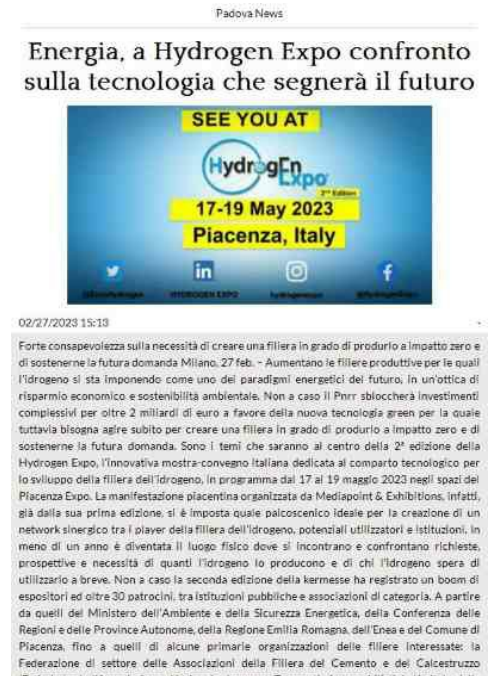 Padova News
Energia, a Hydrogen Expo confronto
sulla tecnologia che segnerà il futuro
SEE YOU AT
HydrogEn
Expo
2nd Edition
17-19 May 2023
Piacenza, Italy
HYDROGEN EXPO
hydrogenexpo
02/27/2023 15:13
Forte consapevolezza sulla necessità di creare una filiera in grado di produrlo a impatto zero e
di sostenerne la futura domanda Milano, 27 feb. – Aumentano le filiere produttive per le quali
l'idrogeno si sta imponendo come uno dei paradigmi energetici del futuro, in un'ottica di
risparmio economico e sostenibilità ambientale. Non a caso il Pnrr sbloccherà investimenti
complessivi per oltre 2 miliardi di euro a favore della nuova tecnologia green per la quale
tuttavia bisogna agire subito per creare una filiera in grado di produrlo a impatto zero e di
sostenerne la futura domanda. Sono i temi che saranno al centro della 2ª edizione della
Hydrogen Expo, l'innovativa mostra-convegno italiana dedicata al comparto tecnologico per
lo sviluppo della filiera dell'idrogeno, in programma dal 17 al 19 maggio 2023 negli spazi del
Piacenza Expo. La manifestazione piacentina organizzata da Mediapoint & Exhibitions, infatti,
già dalla sua prima edizione, si è imposta quale palcoscenico ideale per la creazione di un
network sinergico tra i player della filiera dell'idrogeno, potenziali utilizzatori e istituzioni. In
meno di un anno è diventata il luogo fisico dove si incontrano e confrontano richieste,
prospettive e necessità di quanti l'idrogeno lo producono e di chi l'idrogeno spera di
utilizzarlo a breve. Non a caso la seconda edizione della kermesse ha registrato un boom di
espositori ed oltre 30 patrocini, tra istituzioni pubbliche e associazioni di categoria. A partire
da quelli del Ministero dell'Ambiente e della Sicurezza Energetica, della Conferenza delle
Regioni e delle Province Autonome, della Regione Emilia Romagna, dell'Enea e del Comune di
Piacenza, fino a quelli di alcune primarie organizzazioni delle filiere interessate: la
Federazione di settore delle Associazioni della Filiera del Cemento e del Calcestruzzo